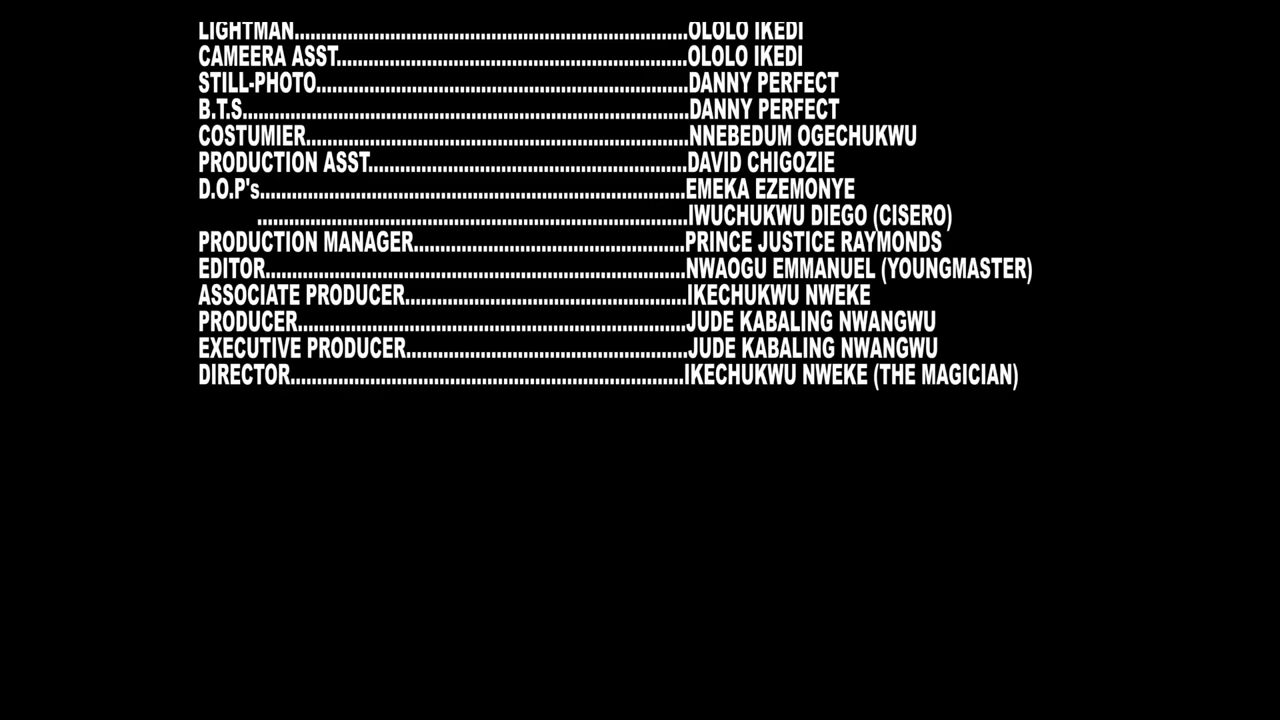 LIGHTMAN..........................................................................OLOLO IKEDI
CAMEERA ASST..................................................................OLOLO IKEDI
STILL-PHOTO......................................................................DANNY PERFECT
B.T.S....................................................................................DANNY PERFECT
COSTUMIER........................................................................NNEBEDUM OGECHUKWU
PRODUCTION ASST............................................................DAVID CHIGOZIE
D.O.P's................................................................................EMEKA EZEMONYE
.................................................................................IWUCHUKWU DIEGO (CISERO)
PRODUCTION MANAGER...................................................PRINCE JUSTICE RAYMONDS
EDITOR...............................................................................NWAOGU EMMANUEL (YOUNGMASTER)
ASSOCIATE PRODUCER.....................................................IKECHUKWU NWEKE
PRODUCER.........................................................................JUDE KABALING NWANGWU
EXECUTIVE PRODUCER.....................................................JUDE KABALING NWANGWU
DIRECTOR..........................................................................IKECHUKWU NWEKE (THE MAGICIAN)